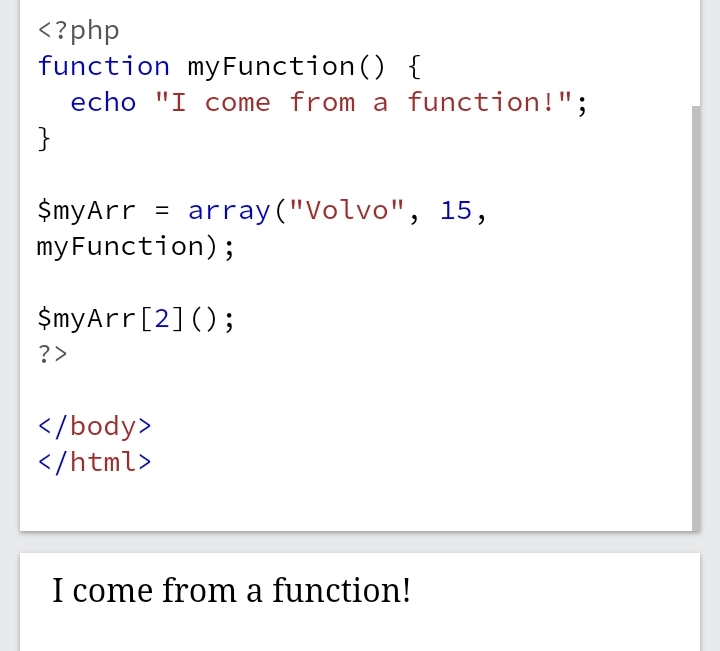 <?php
function myFunction() {
  echo "I come from a function!";
}
$myArr = array("Volvo", 15,
myFunction);
$myArr[2]();
?>
</body>
</html>
I come from a function!